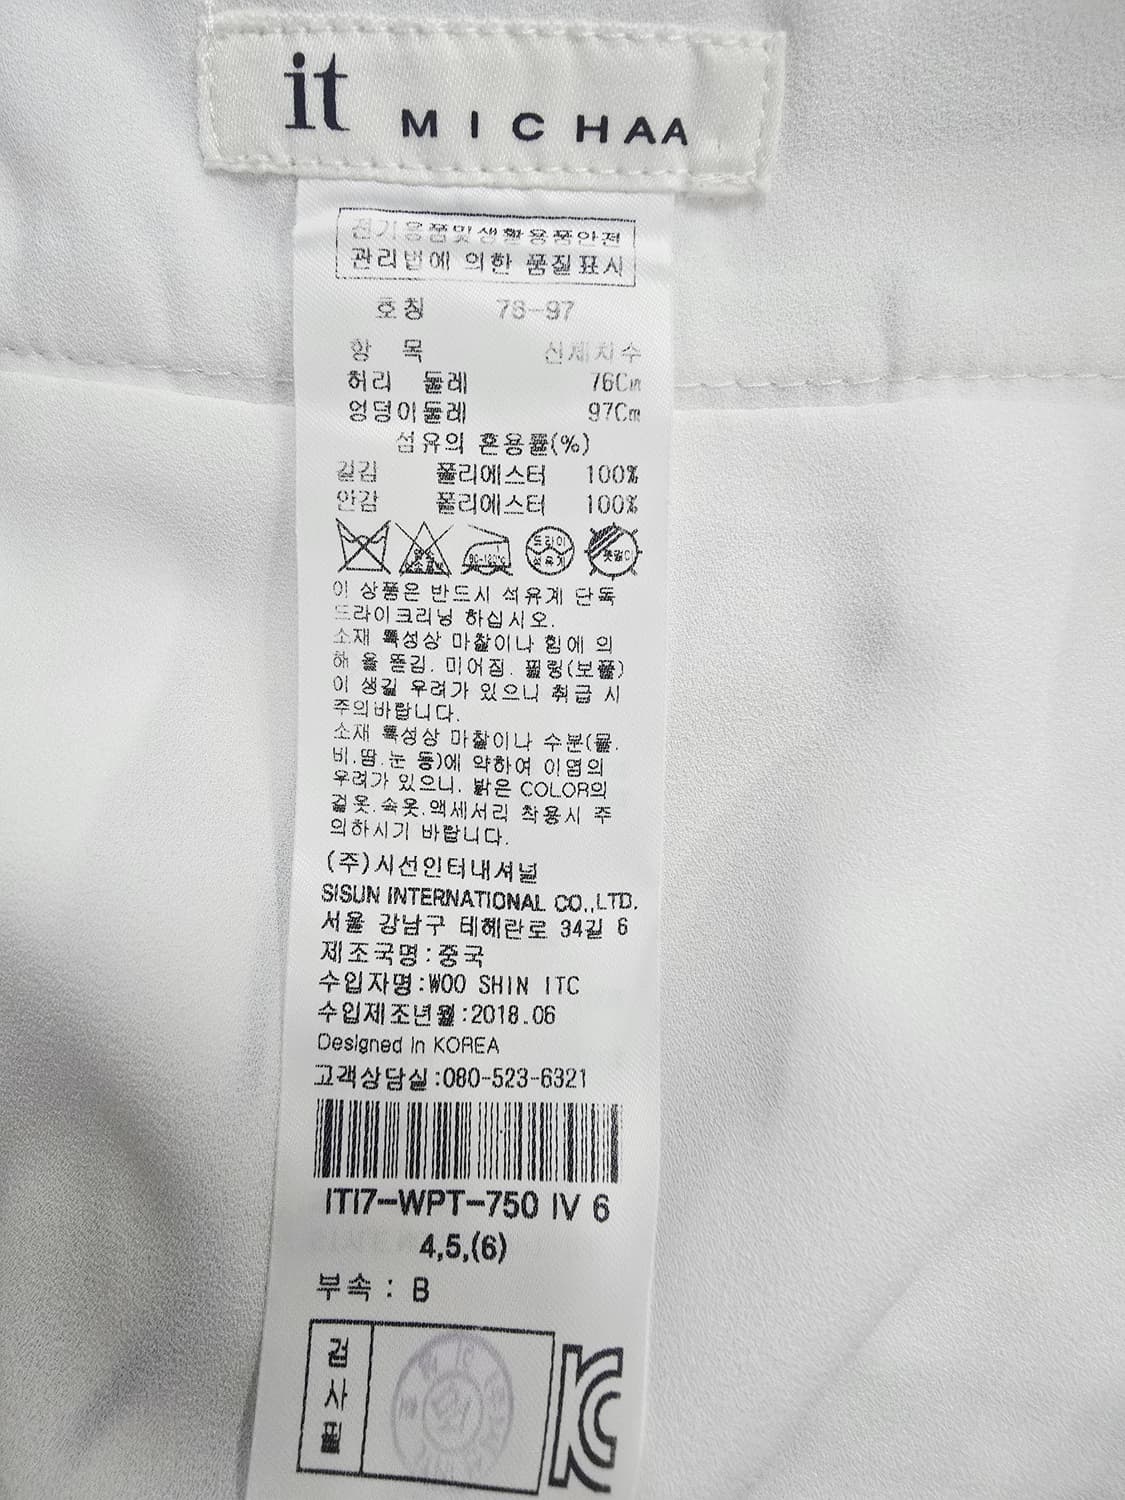 it MICHAA
전기용품및생활용품안전
관리법에 의한 품질표시
호칭 76-97
항 목 신체치수
허리 둘레 76Cm
엉덩이둘레 97Cm
섬유의 혼용률(%)
겉감 폴리에스터 100%
안감 폴리에스터 100%
드라이
석유계
이 상품은 반드시 석유계 단독
드라이크리닝 하십시오.
소재 특성상 마찰이나 힘에 의
해 올 뜯김. 미어짐. 필링(보풀)
이 생길 우려가 있으니 취급 시
주의바랍니다.
소재 특성상 마찰이나 수분(물.
비.땀.눈 등)에 약하여 이염의
우려가 있으니. 밝은 COLOR의
겉옷.속옷.액세서리 착용시 주
의하시기 바랍니다.
(주)시선인터내셔널
SISUN INTERNATIONAL CO.,LTD.
서울 강남구 테헤란로 34길 6
제조국명:중국
수입자명:WOO SHIN ITC
수입제조년월:2018.06
Designed In KOREA
고객상담실:080-523-6321
ITI7-WPT-750 IV 6
4,5,(6)
부속 : B
검사필
KC